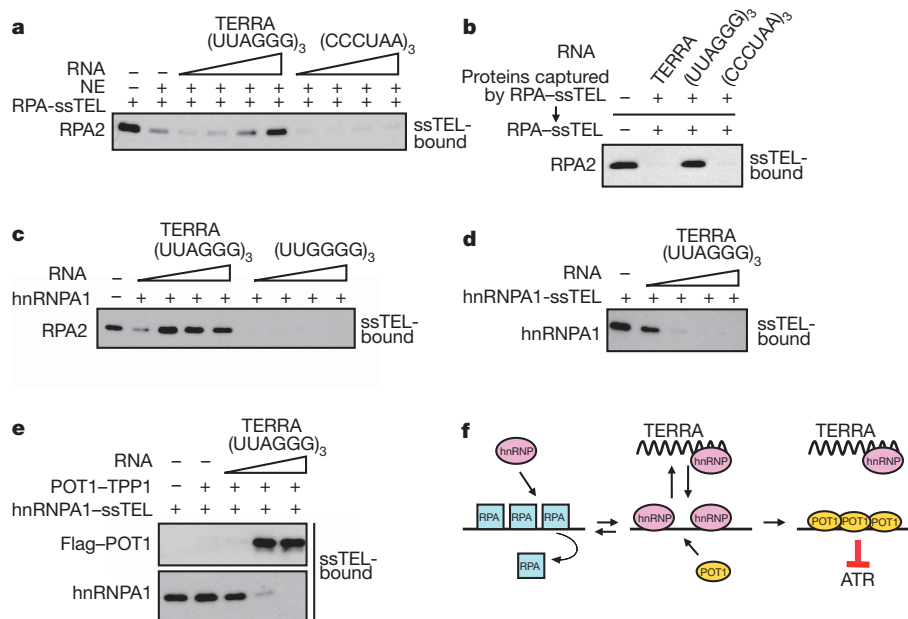 a
TERRA
(UUAGGG)3 (CCCUAA)3
RNA – –
NE – + + + + + + + + +
RPA-ssTEL + + + + + + + + + +
RPA2 ssTEL-bound
b
RNA TERRA (UUAGGG)3 (CCCUAA)3
Proteins captured by RPA–ssTEL – + + +
RPA–ssTEL – + + +
RPA2 ssTEL-bound
c
TERRA
(UUAGGG)3 (UUGGGG)3
RNA –
hnRNPA1 – + + + + + + + +
RPA2 ssTEL-bound
d
TERRA
(UUAGGG)3
RNA –
hnRNPA1-ssTEL + + + + +
hnRNPA1 ssTEL-bound
e
TERRA
(UUAGGG)3
RNA – –
POT1–TPP1 – + + + +
hnRNPA1–ssTEL + + + + +
Flag–POT1
hnRNPA1
ssTEL-bound
f
hnRNP
RPA RPA RPA
RPA
TERRA
hnRNP
hnRNP hnRNP
POT1
TERRA
hnRNP
POT1 POT1 POT1
ATR